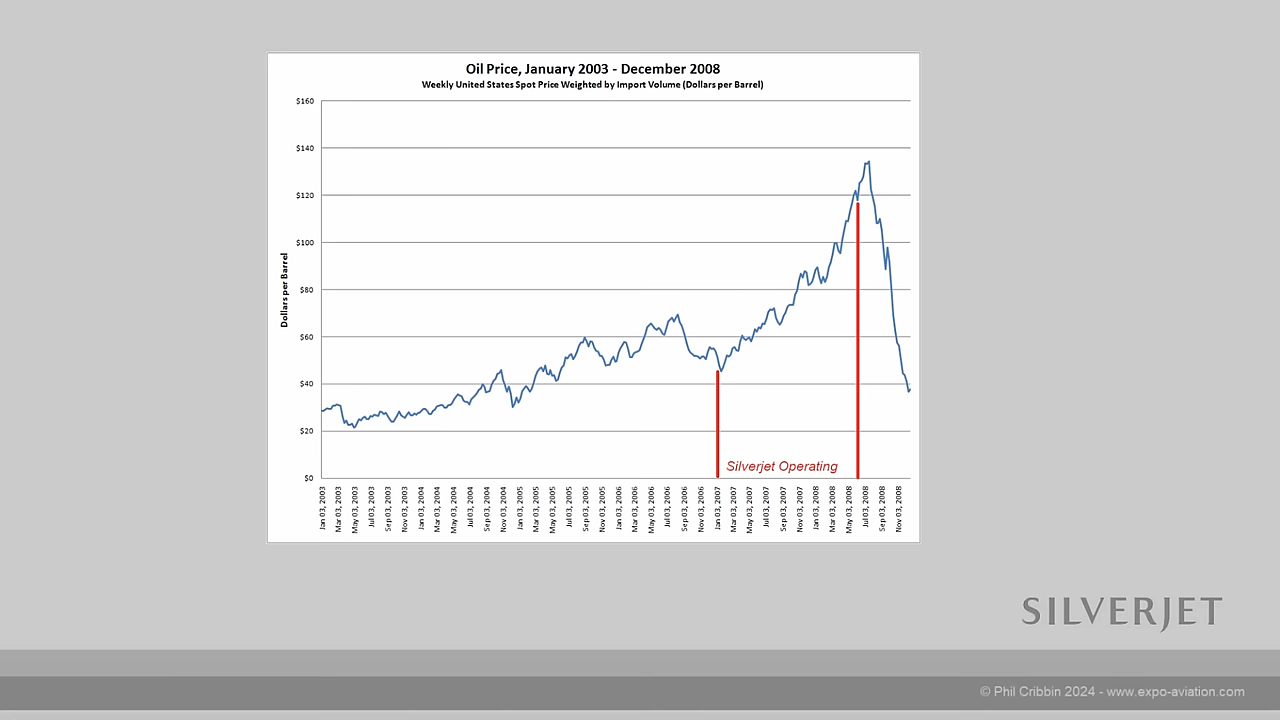 Oil Price, January 2003 - December 2008
Weekly United States Spot Price Weighted by Import Volume (Dollars per Barrel)
$160
$140
$120
$100
$80
$60
$40
$20
$0
Dollars per Barrel
Silverjet Operating
Jan 03, 2003
Mar 03, 2003
May 03, 2003
Jul 03, 2003
Sep 03, 2003
Nov 03, 2003
Jan 03, 2004
Mar 03, 2004
May 03, 2004
Jul 03, 2004
Sep 03, 2004
Nov 03, 2004
Jan 03, 2005
Mar 03, 2005
May 03, 2005
Jul 03, 2005
Sep 03, 2005
Nov 03, 2005
Jan 03, 2006
Mar 03, 2006
May 03, 2006
Jul 03, 2006
Sep 03, 2006
Nov 03, 2006
Jan 03, 2007
Mar 03, 2007
May 03, 2007
Jul 03, 2007
Sep 03, 2007
Nov 03, 2007
Jan 03, 2008
Mar 03, 2008
May 03, 2008
Jul 03, 2008
Sep 03, 2008
Nov 03, 2008
SILVERJET
© Phil Cribbin 2024 - www.expo-aviation.com